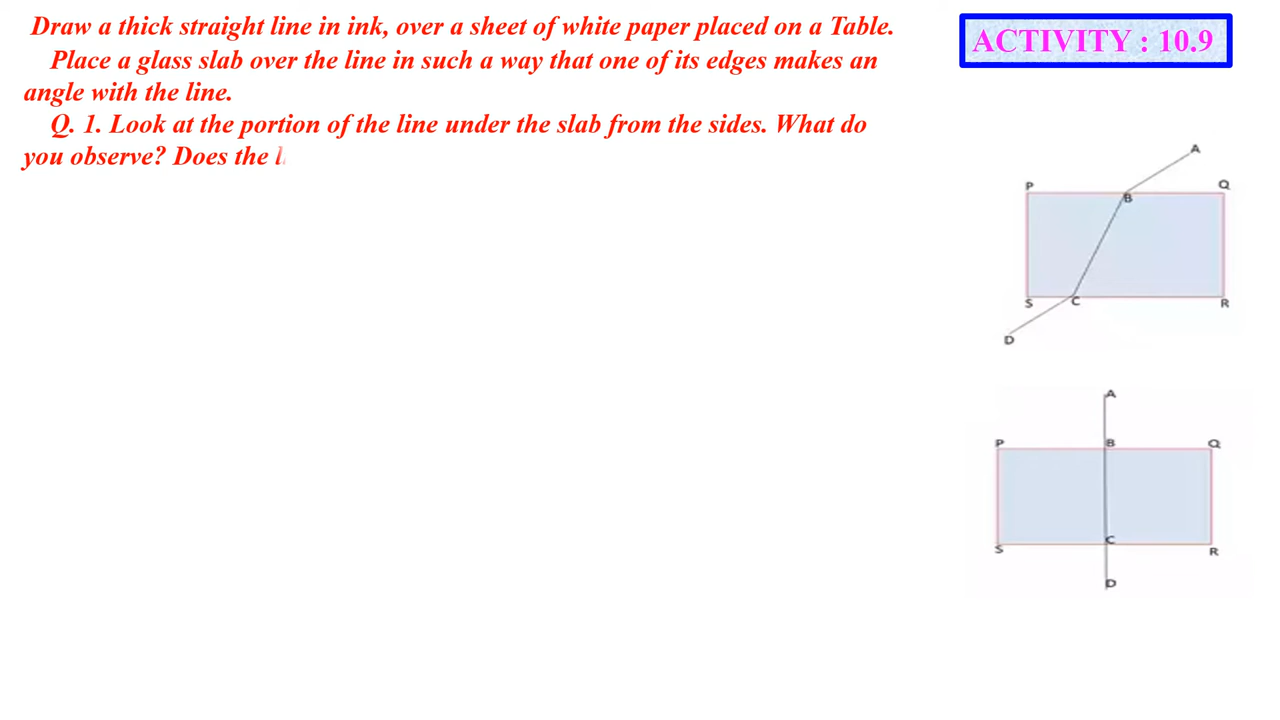 Draw a thick straight line in ink, over a sheet of white paper placed on a Table.
Place a glass slab over the line in such a way that one of its edges makes an
angle with the line.
Q. 1. Look at the portion of the line under the slab from the sides. What do
you observe? Does the
ACTIVITY : 10.9
A
P
Q
B
S
C
R
D
A
P
B
Q
C
S
R
D